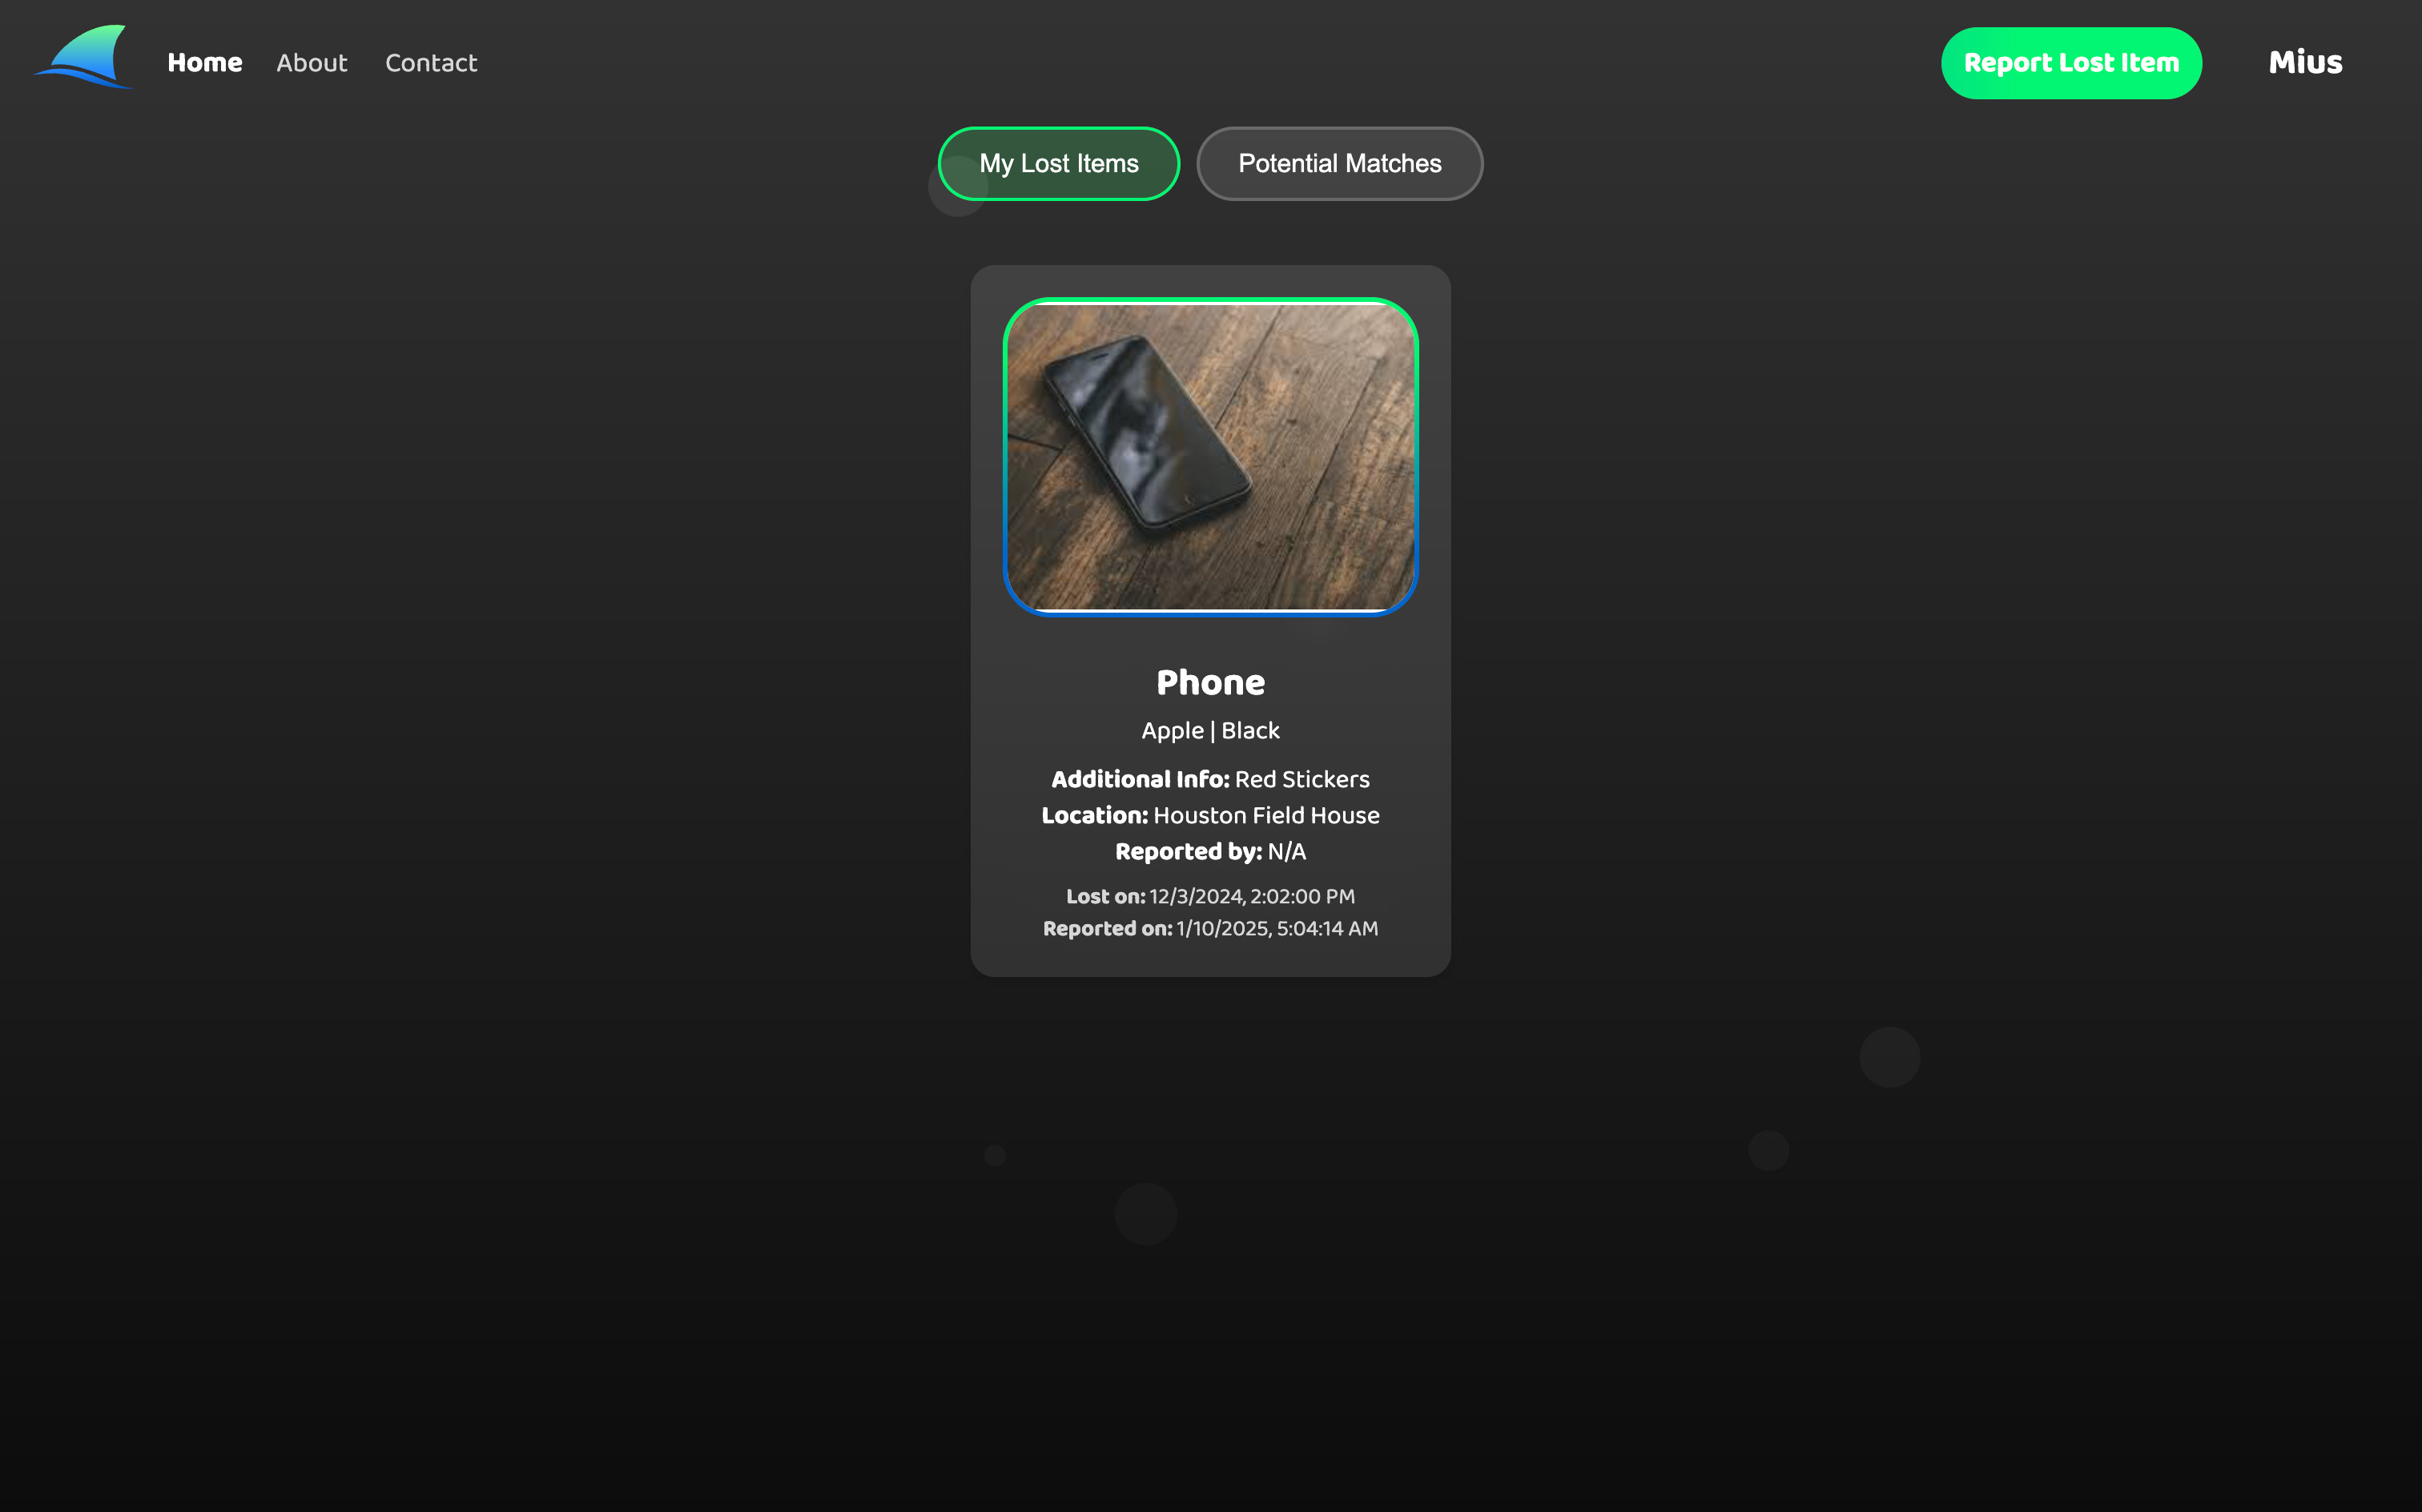 Home About Contact Report Lost Item Mius
My Lost Items Potential Matches
Phone
Apple | Black
Additional Info: Red Stickers
Location: Houston Field House
Reported by: N/A
Lost on: 12/3/2024, 2:02:00 PM
Reported on: 1/10/2025, 5:04:14 AM